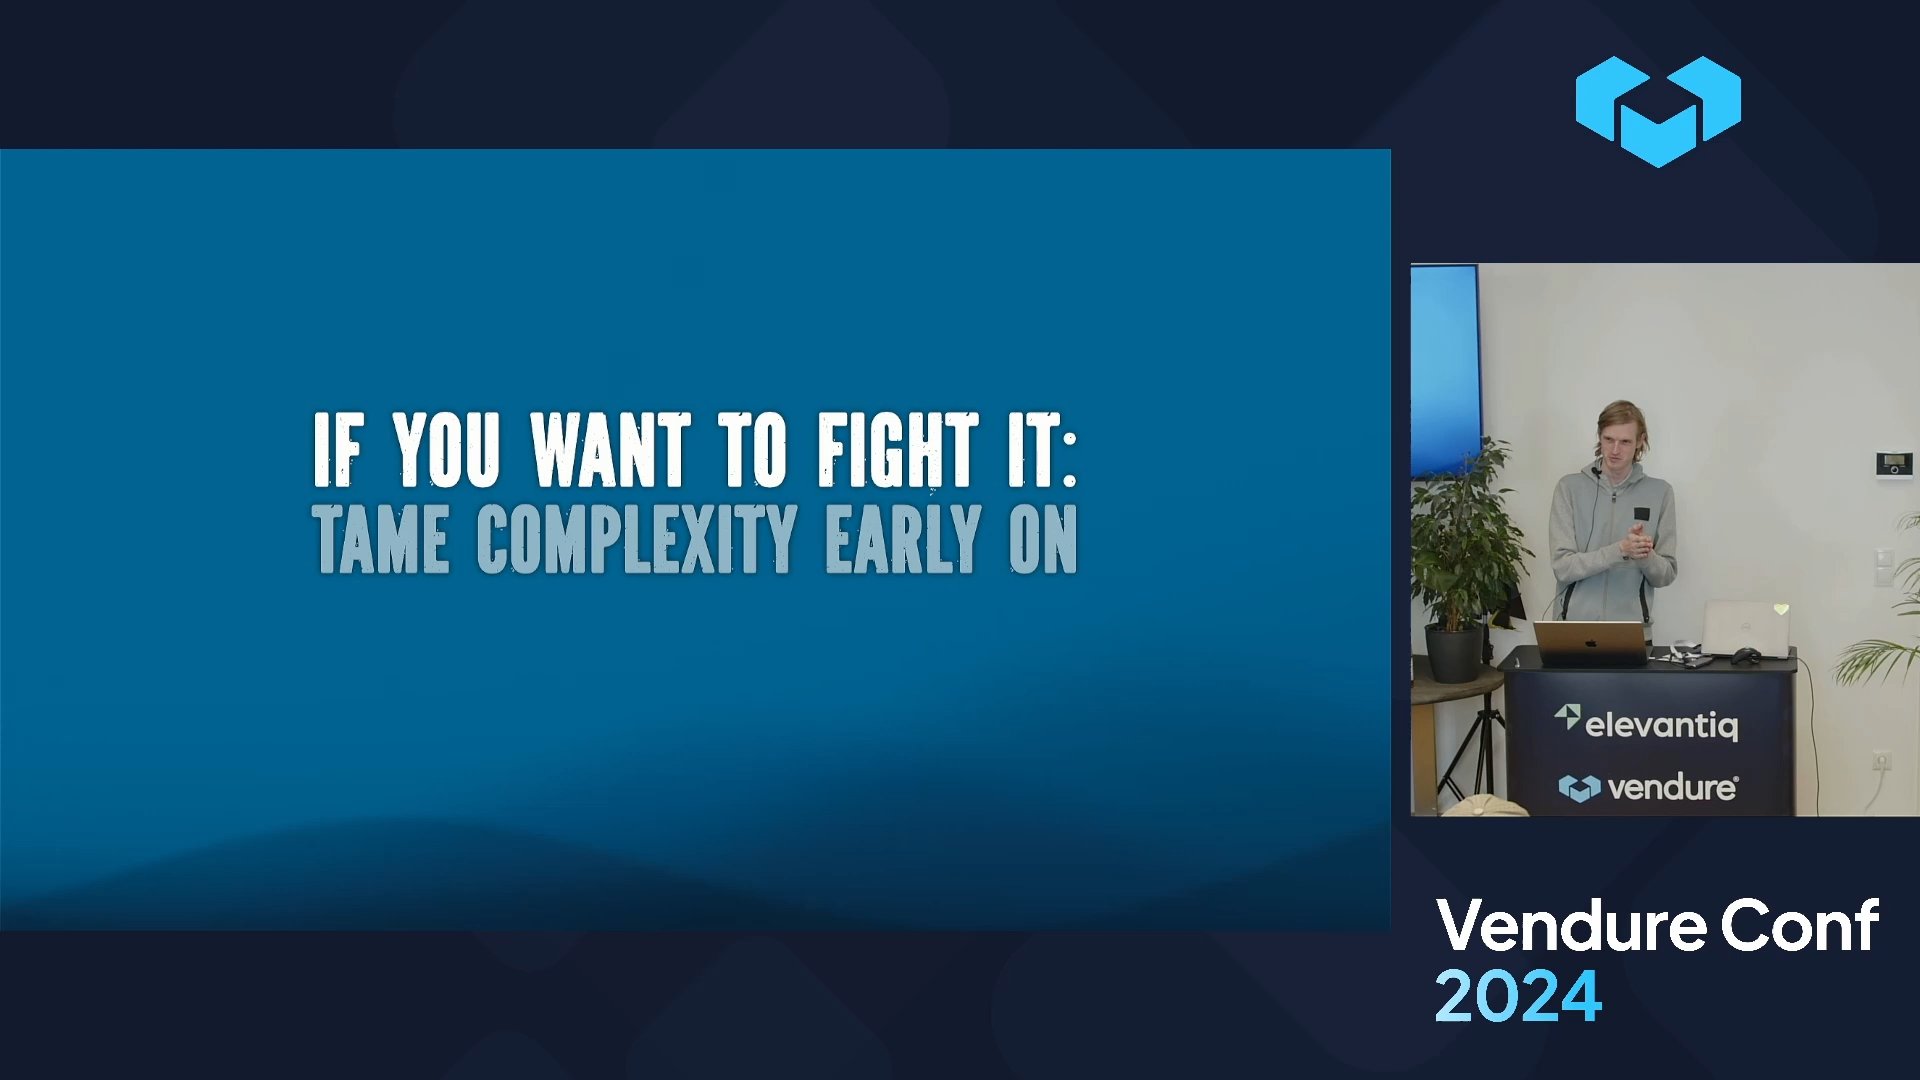 IF YOU WANT TO FIGHT IT:
TAME COMPLEXITY EARLY ON
elevantiq
vendure®
Vendure Conf
2024